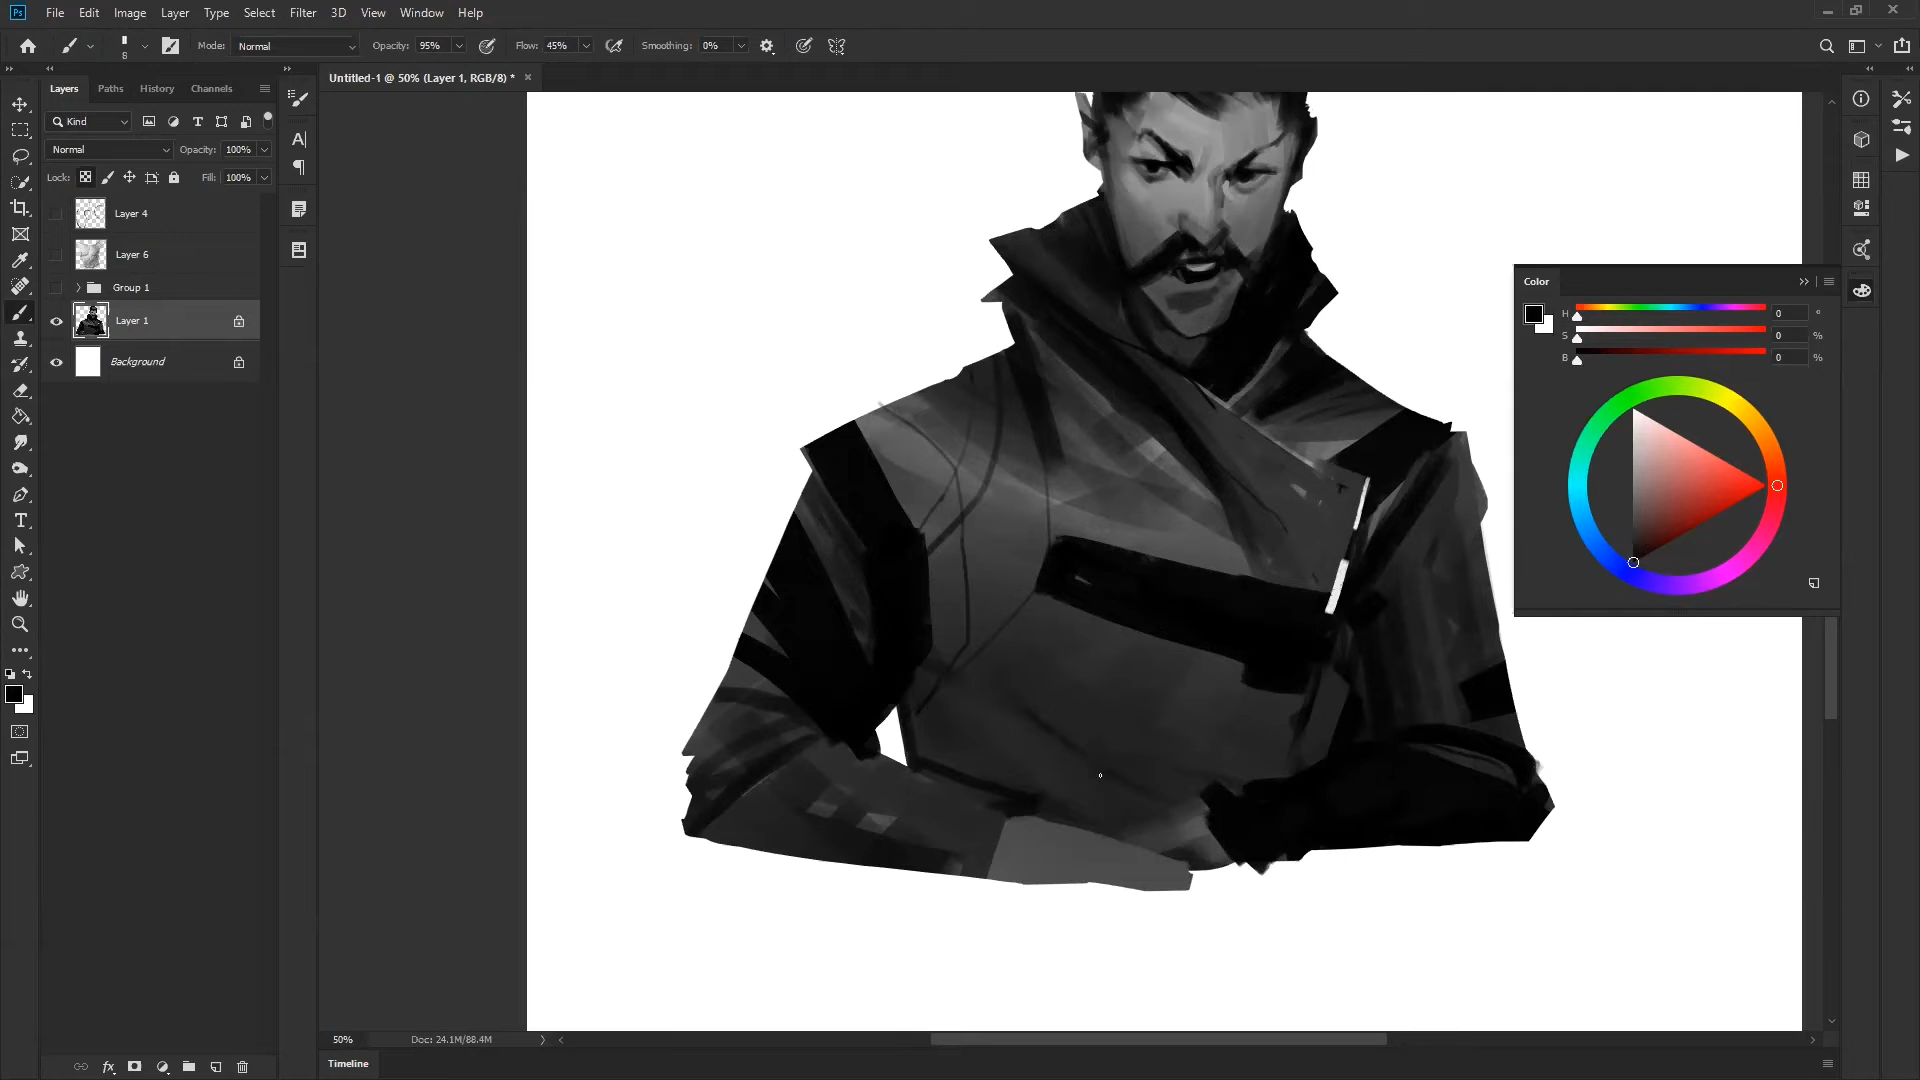 Ps File Edit Image Layer Type Select Filter 3D View Window Help
8 Mode: Normal Opacity: 95% Flow: 45% Smoothing: 0%
Untitled-1 @ 50% (Layer 1, RGB/8) *
Layers Paths History Channels
Kind
Normal Opacity: 100%
Lock: Fill: 100%
Layer 4
Layer 6
Group 1
Layer 1
Background
Color
H 0 °
S 0 %
B 0 %
50% Doc: 24.1M/88.4M
Timeline